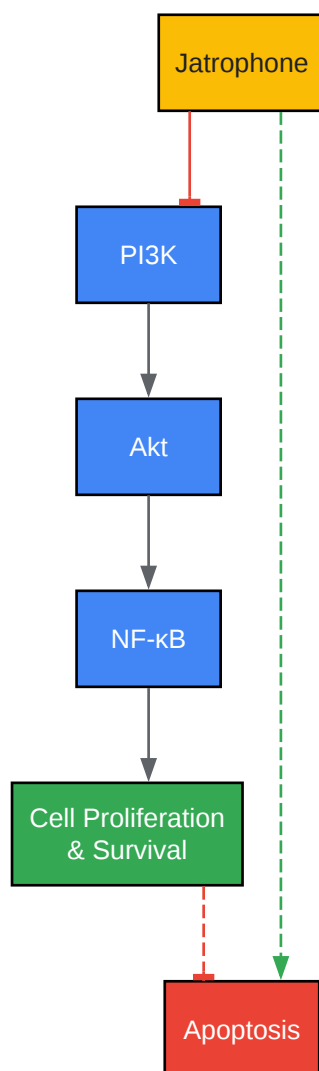 Jatrophone
PI3K
Akt
NF-κB
Cell Proliferation
& Survival
Apoptosis